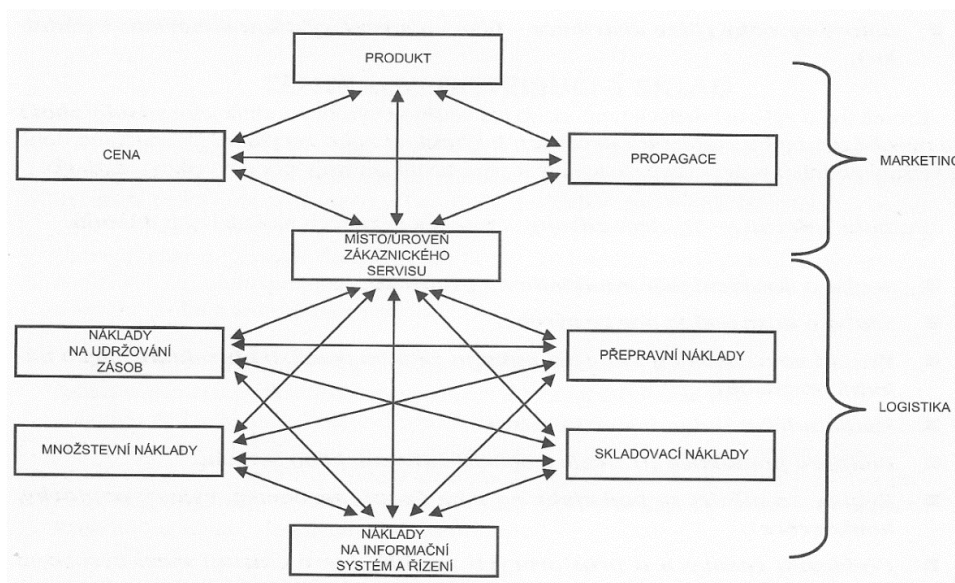 PRODUKT
CENA
PROPAGACE
MARKETING
MÍSTO/ÚROVEŇ
ZÁKAZNICKÉHO
SERVISU
NÁKLADY
NA UDRŽOVÁNÍ
ZÁSOB
PŘEPRAVNÍ NÁKLADY
LOGISTIKA
MNOŽSTEVNÍ NÁKLADY
SKLADOVACÍ NÁKLADY
NÁKLADY
NA INFORMAČNÍ
SYSTÉM A ŘÍZENÍ